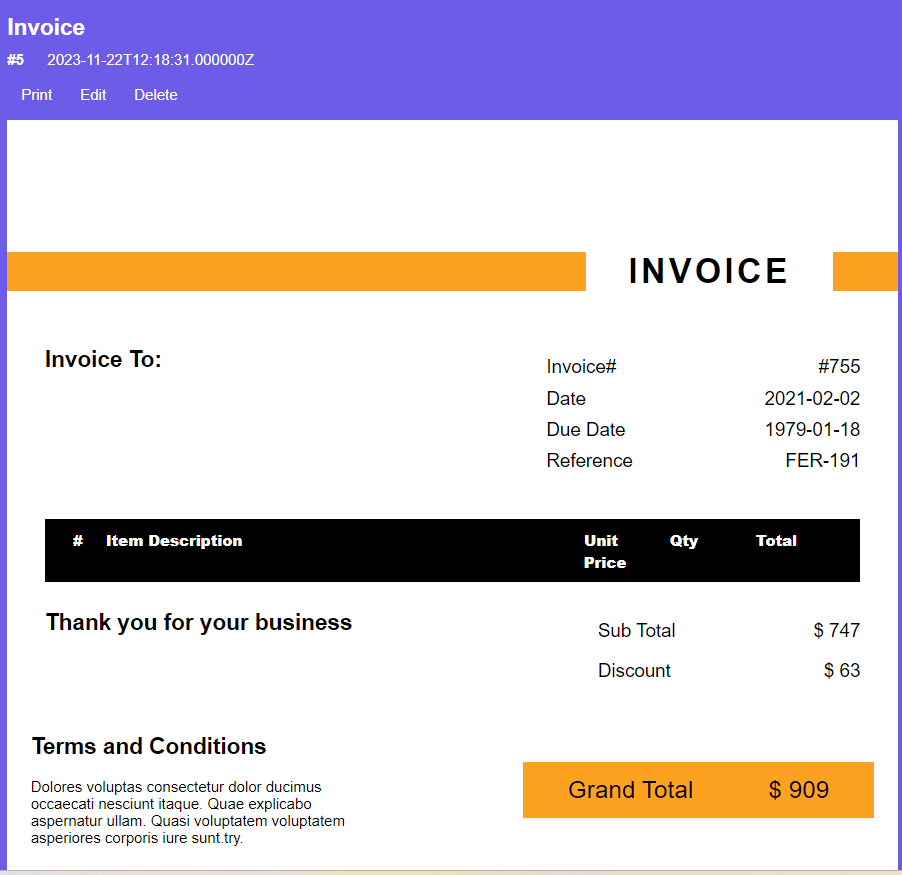 Invoice
#5 2023-11-22T12:18:31.000000Z
Print Edit Delete
INVOICE
Invoice To:
Invoice# #755
Date 2021-02-02
Due Date 1979-01-18
Reference FER-191
# Item Description Unit Price Qty Total
Thank you for your business
Sub Total $ 747
Discount $ 63
Terms and Conditions
Dolores voluptas consectetur dolor ducimus
occaecati nesciunt itaque. Quae explicabo
aspernatur ullam. Quasi voluptatem voluptatem
asperiores corporis iure sunt.try.
Grand Total $ 909